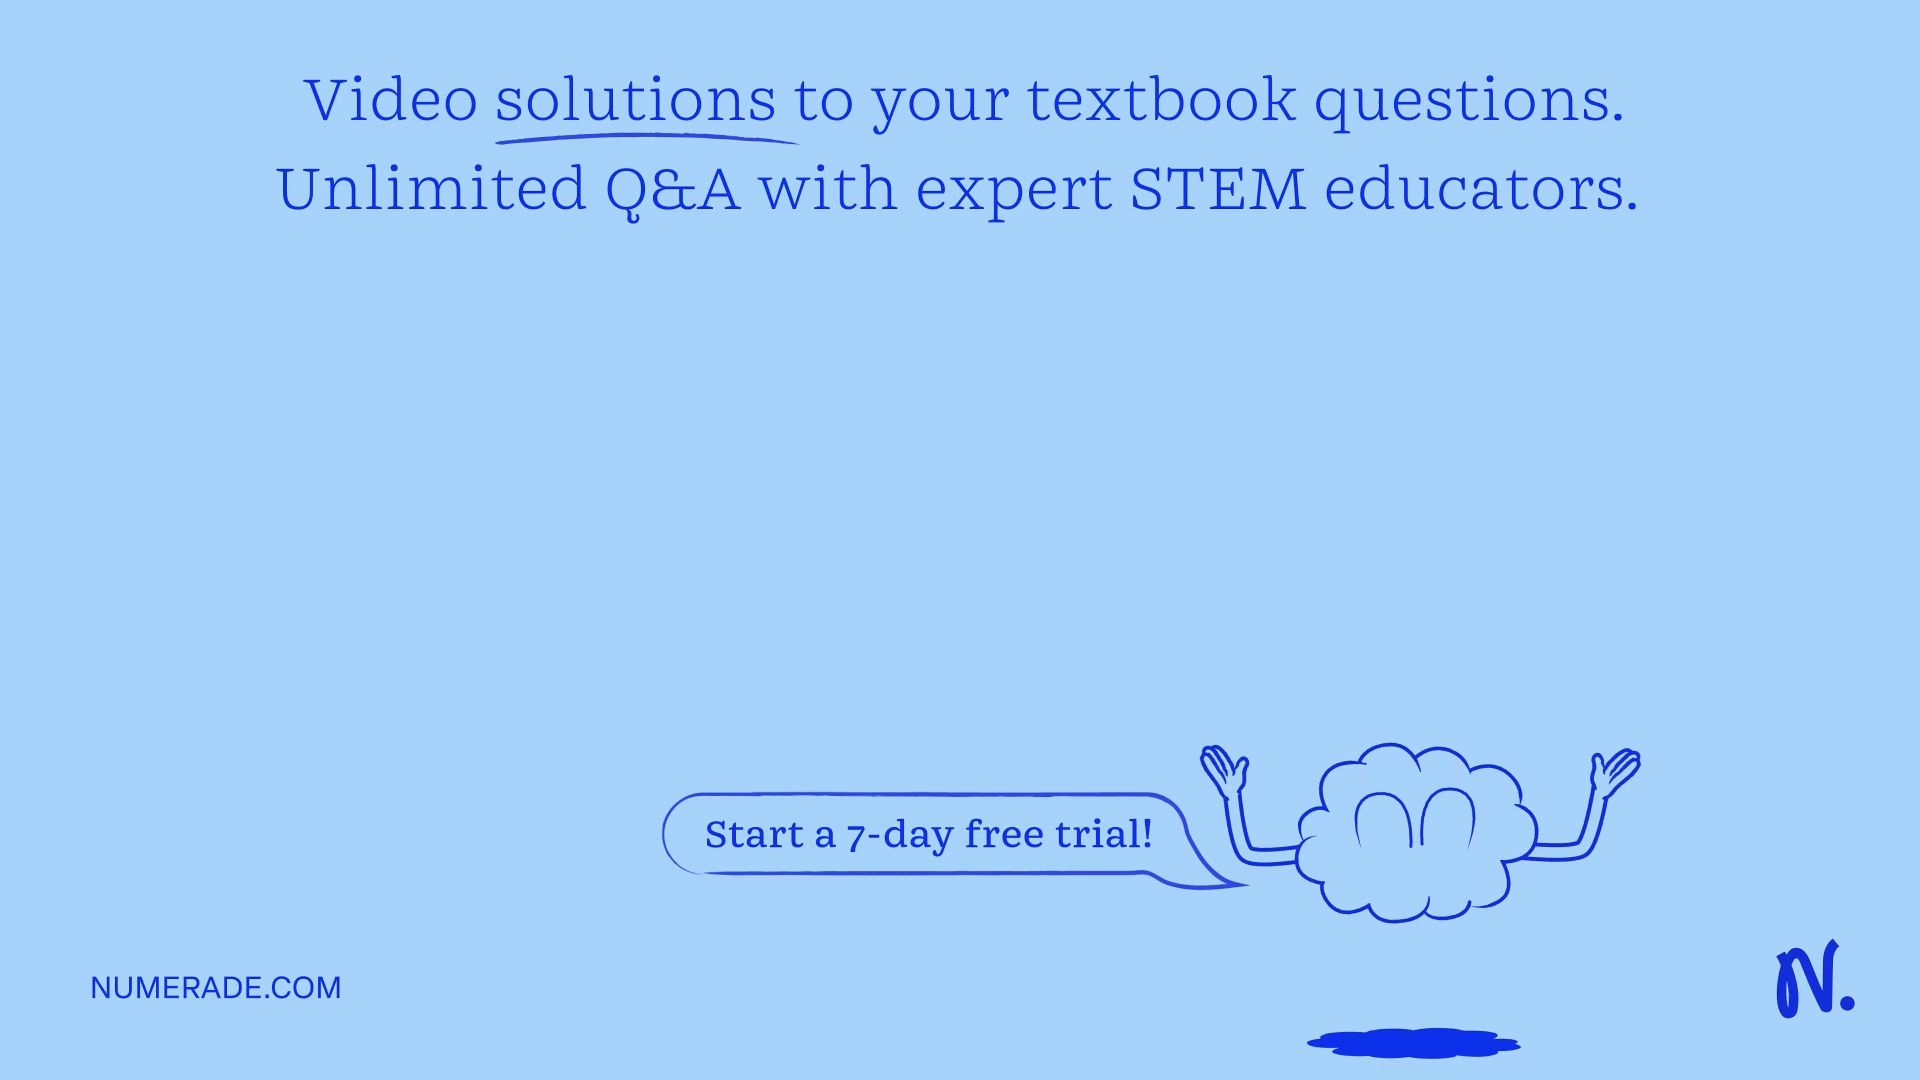 Video solutions to your textbook questions.
Unlimited Q&A with expert STEM educators.
Start a 7-day free trial!
NUMERADE.COM
N.